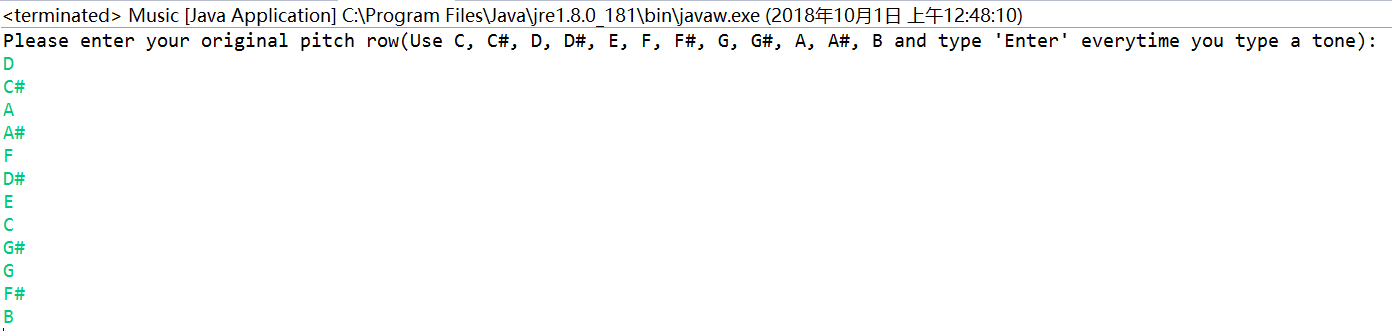 <terminated> Music [Java Application] C:\Program Files\Java\jre1.8.0_181\bin\javaw.exe (2018年10月1日 上午12:48:10)
Please enter your original pitch row(Use C, C#, D, D#, E, F, F#, G, G#, A, A#, B and type 'Enter' everytime you type a tone):
D
C#
A
A#
F
D#
E
C
G#
G
F#
B